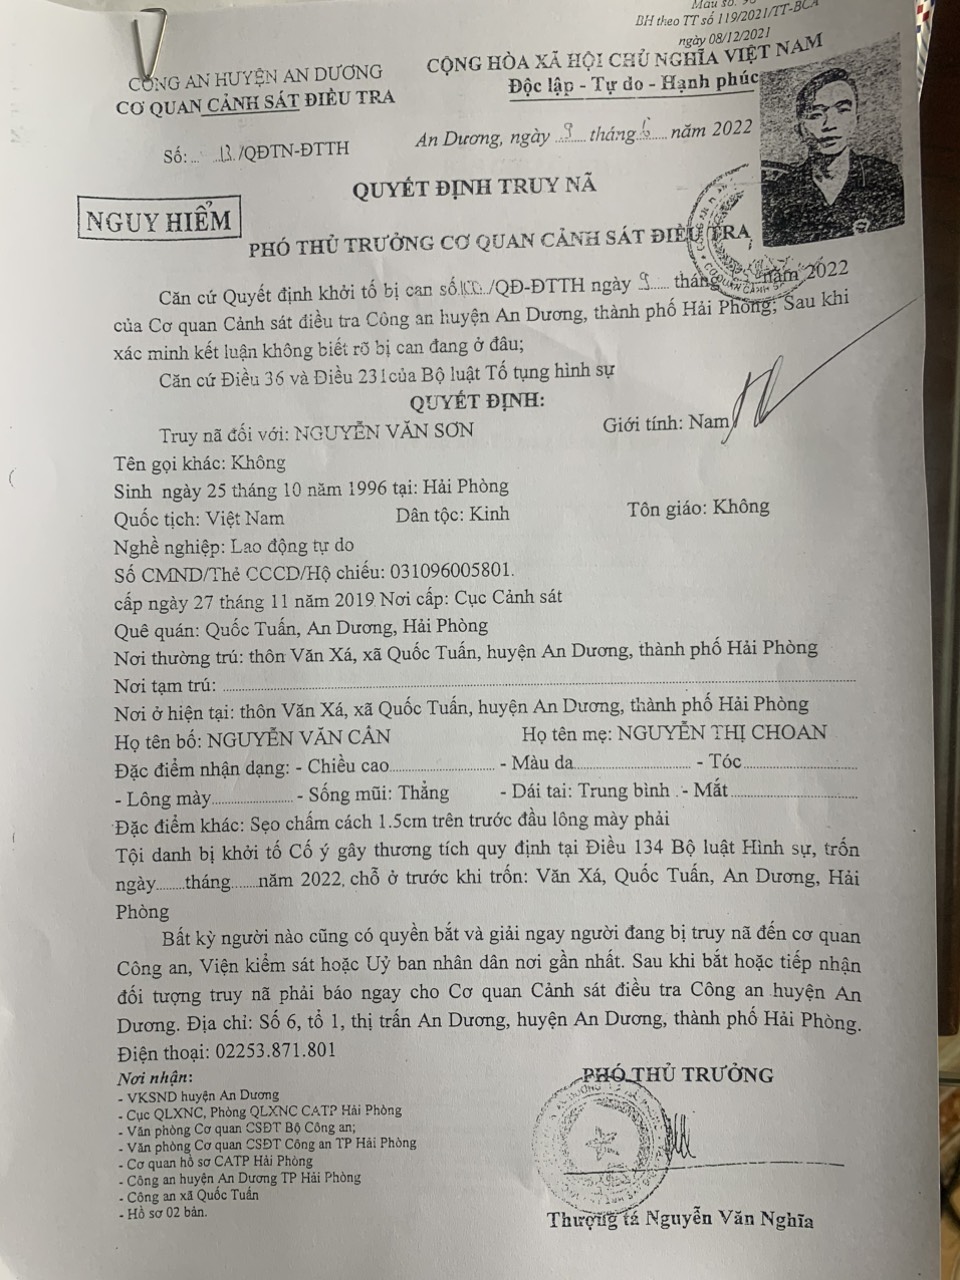 Mẫu số:
BH theo TT số 119/2021/TT-BCA
ngày 08/12/2021
CÔNG AN HUYỆN AN DƯƠNG
CƠ QUAN CẢNH SÁT ĐIỀU TRA
CỘNG HÒA XÃ HỘI CHỦ NGHĨA VIỆT NAM
Độc lập - Tự do - Hạnh phúc
Số:... 13./QĐTN-ĐTTH
An Dương, ngày 9 tháng 6 năm 2022
QUYẾT ĐỊNH TRUY NÃ
NGUY HIỂM
PHÓ THỦ TRƯỞNG CƠ QUAN CẢNH SÁT ĐIỀU TRA
Căn cứ Quyết định khởi tố bị can số /QĐ-ĐTTH ngày 9 tháng năm 2022
của Cơ quan Cảnh sát điều tra Công an huyện An Dương, thành phố Hải Phòng; Sau khi
xác minh kết luận không biết rõ bị can đang ở đâu;
Căn cứ Điều 36 và Điều 231của Bộ luật Tố tụng hình sự
QUYẾT ĐỊNH:
Truy nã đối với: NGUYỄN VĂN SƠN Giới tính: Nam
Tên gọi khác: Không
Sinh ngày 25 tháng 10 năm 1996 tại: Hải Phòng
Quốc tịch: Việt Nam Dân tộc: Kinh Tôn giáo: Không
Nghề nghiệp: Lao động tự do
Số CMND/Thẻ CCCD/Hộ chiếu: 031096005801.
cấp ngày 27 tháng 11 năm 2019 Nơi cấp: Cục Cảnh sát
Quê quán: Quốc Tuấn, An Dương, Hải Phòng
Nơi thường trú: thôn Văn Xá, xã Quốc Tuấn, huyện An Dương, thành phố Hải Phòng
Nơi tạm trú:
Nơi ở hiện tại: thôn Văn Xá, xã Quốc Tuấn, huyện An Dương, thành phố Hải Phòng
Họ tên bố: NGUYỄN VĂN CẢN Họ tên mẹ: NGUYỄN THỊ CHOAN
Đặc điểm nhận dạng: - Chiều cao - Màu da - Tóc
- Lông mày - Sống mũi: Thẳng - Dái tai: Trung bình - Mắt
Đặc điểm khác: Sẹo chấm cách 1.5cm trên trước đầu lông mày phải
Tội danh bị khởi tố Cố ý gây thương tích quy định tại Điều 134 Bộ luật Hình sự, trốn
ngày........tháng........năm 2022, chỗ ở trước khi trốn: Văn Xá, Quốc Tuấn, An Dương, Hải
Phòng
Bất kỳ người nào cũng có quyền bắt và giải ngay người đang bị truy nã đến cơ quan
Công an, Viện kiểm sát hoặc Uỷ ban nhân dân nơi gần nhất. Sau khi bắt hoặc tiếp nhận
đối tượng truy nã phải báo ngay cho Cơ quan Cảnh sát điều tra Công an huyện An
Dương. Địa chỉ: Số 6, tổ 1, thị trấn An Dương, huyện An Dương, thành phố Hải Phòng.
Điện thoại: 02253.871.801
Nơi nhận:
- VKSND huyện An Dương
- Cục QLXNC, Phòng QLXNC CATP Hải Phòng
- Văn phòng Cơ quan CSĐT Bộ Công an;
- Văn phòng Cơ quan CSĐT Công an TP Hải Phòng
- Cơ quan hồ sơ CATP Hải Phòng
- Công an huyện An Dương TP Hải Phòng
- Công an xã Quốc Tuấn
- Hồ sơ 02 bản.
PHÓ THỦ TRƯỞNG
Thượng tá Nguyễn Văn Nghĩa